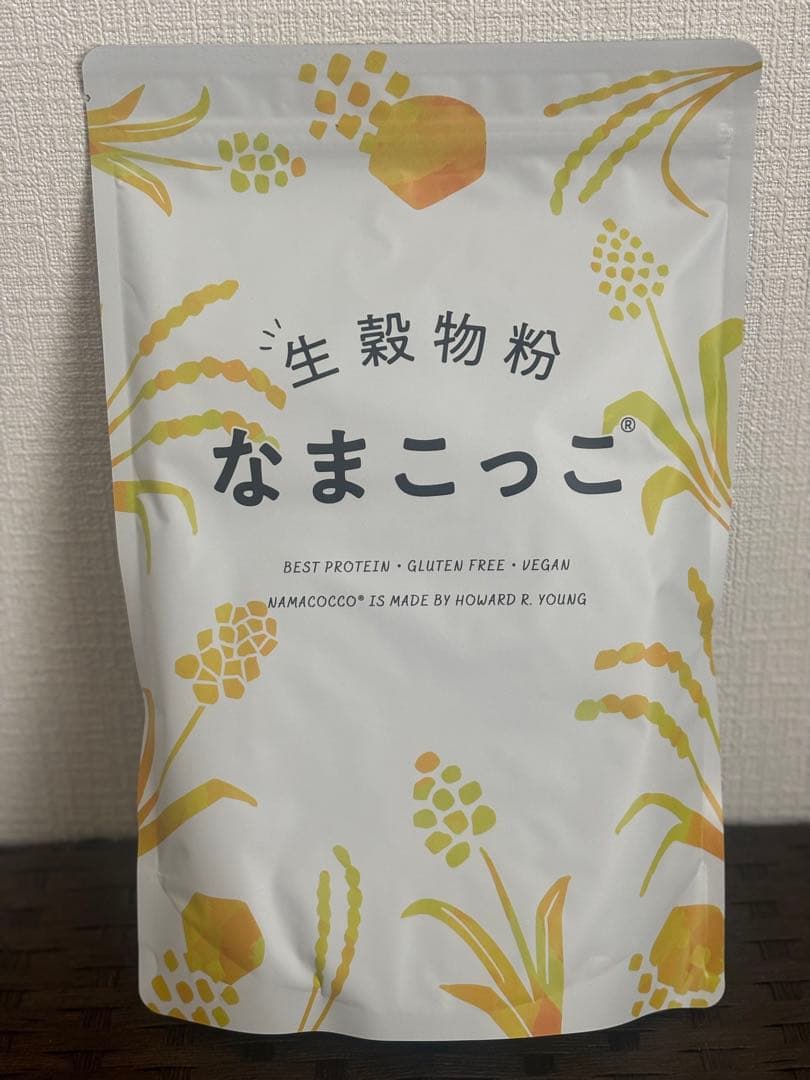 生穀物粉
なまこっこ®
BEST PROTEIN・GLUTEN FREE・VEGAN
NAMACOCCO® IS MADE BY HOWARD R. YOUNG